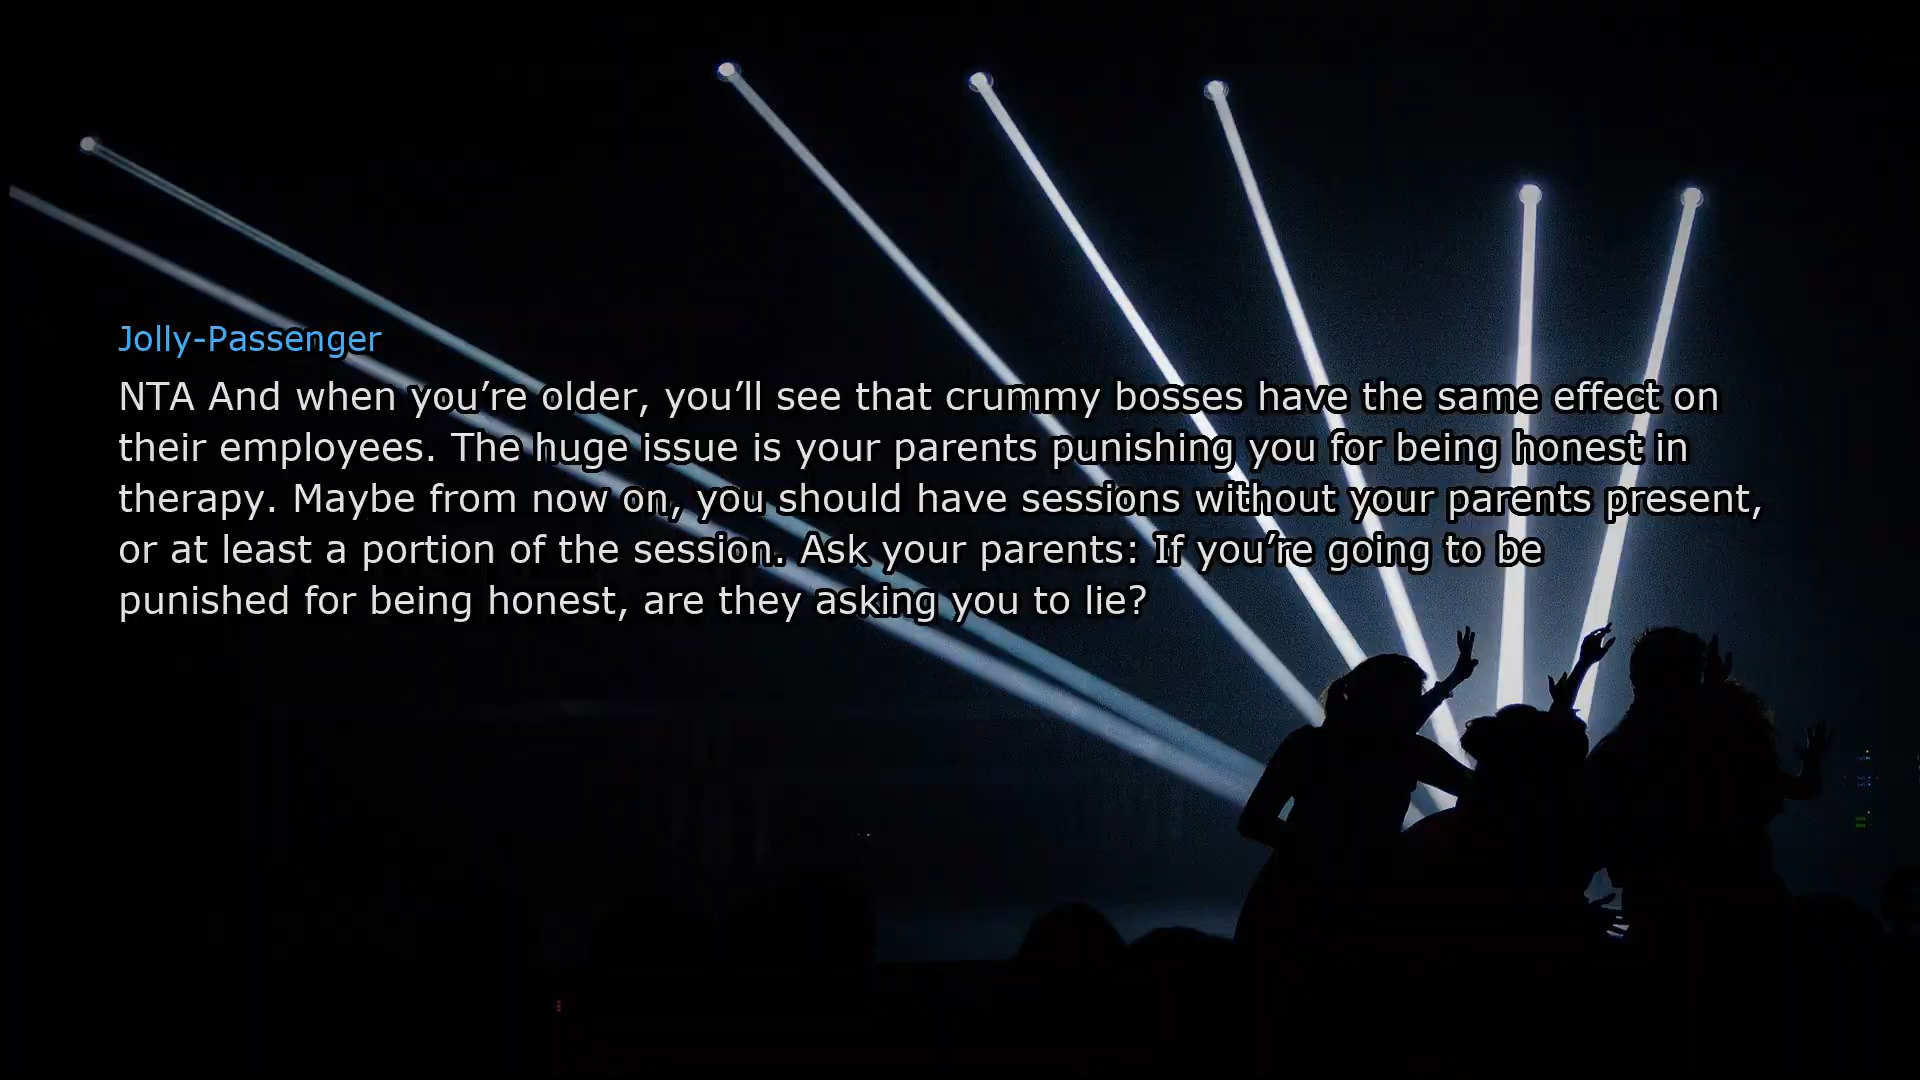 Jolly-Passenger
NTA And when you’re older, you’ll see that crummy bosses have the same effect on
their employees. The huge issue is your parents punishing you for being honest in
therapy. Maybe from now on, you should have sessions without your parents present,
or at least a portion of the session. Ask your parents: If you’re going to be
punished for being honest, are they asking you to lie?